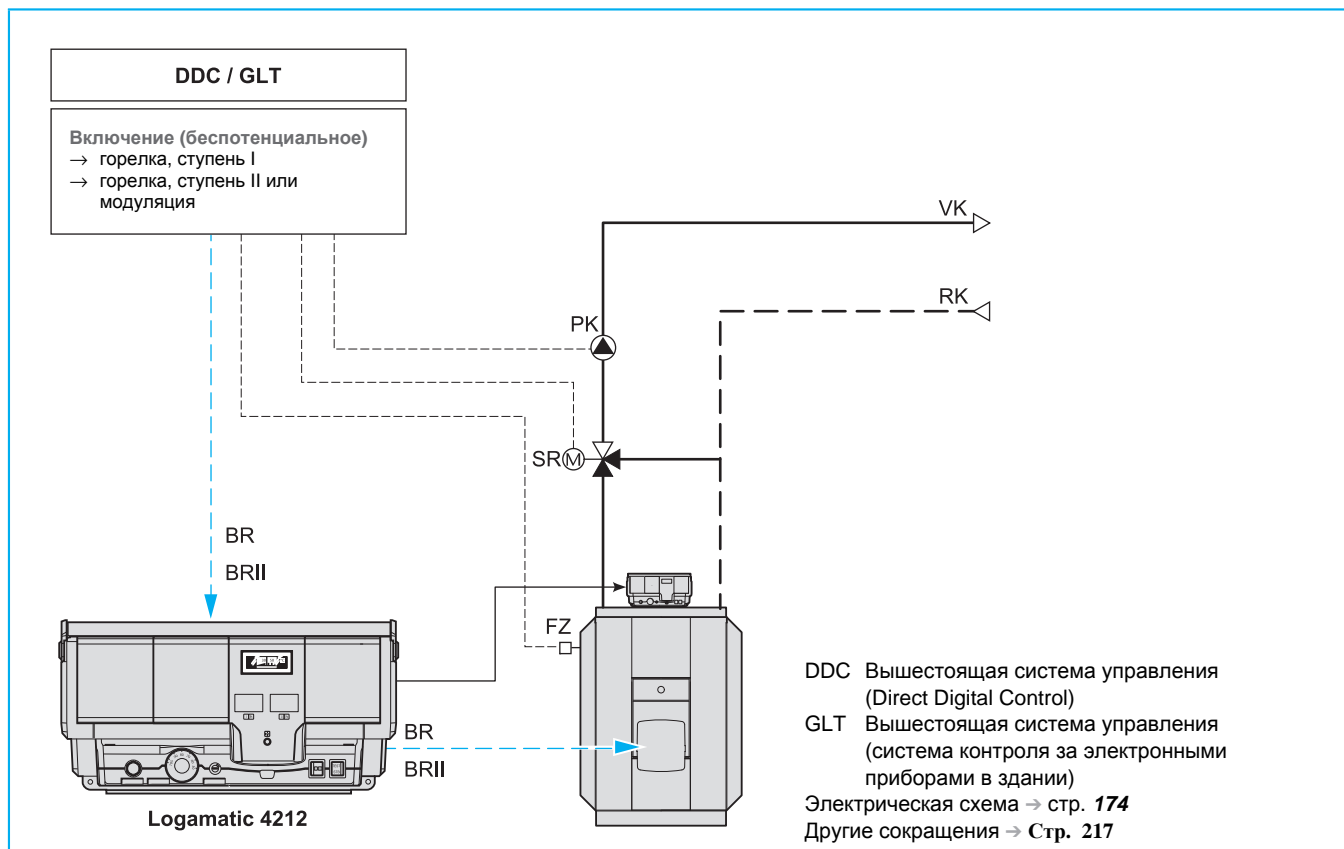 DDC / GLT
Включение (беспотенциальное)
→ горелка, ступень I
→ горелка, ступень II или
модуляция
VK
RK
PK
SR
M
BR
BRII
FZ
BR
BRII
Logamatic 4212
DDC Вышестоящая система управления
(Direct Digital Control)
GLT Вышестоящая система управления
(система контроля за электронными
приборами в здании)
Электрическая схема → стр. 174
Другие сокращения → Стр. 217